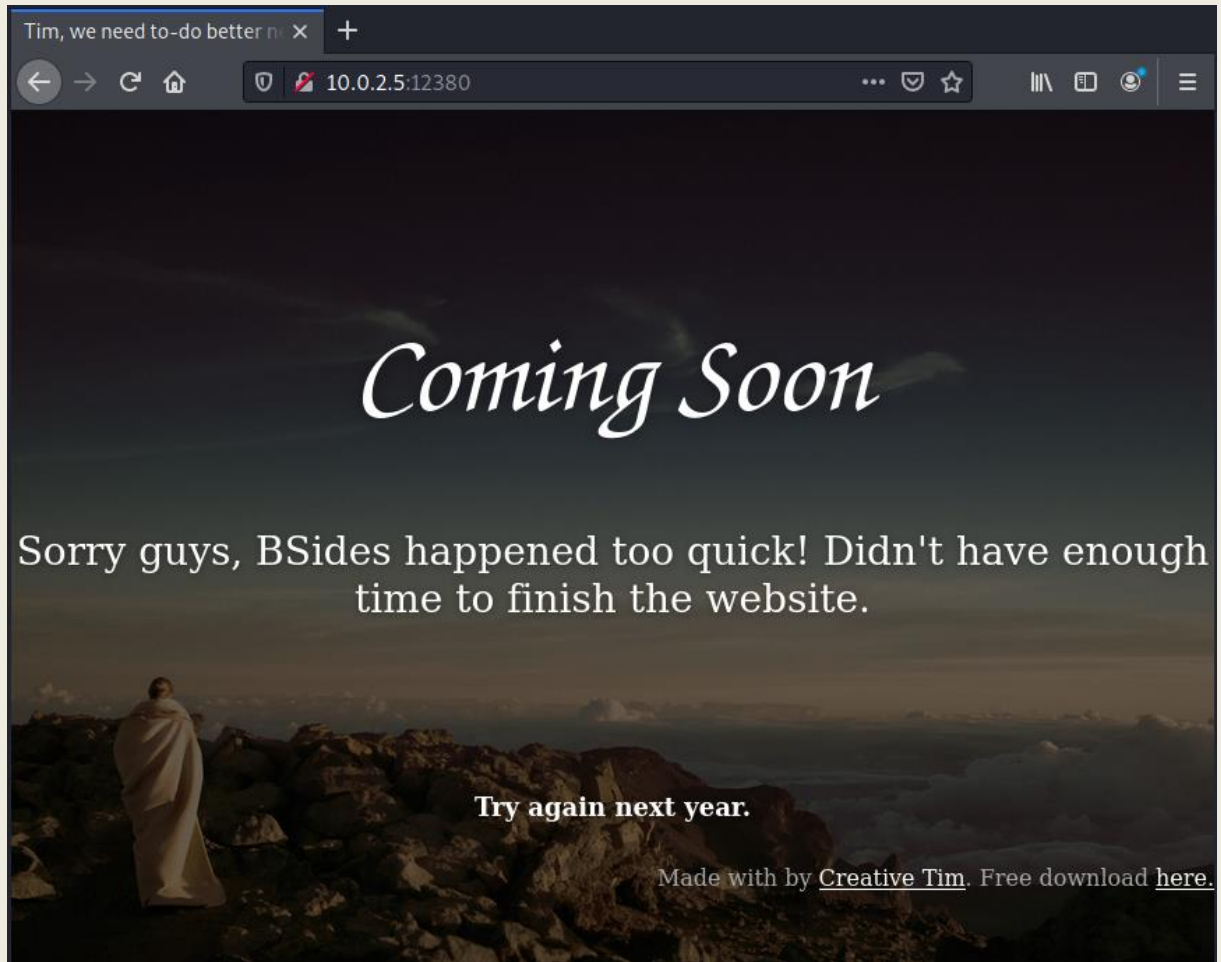 Tim, we need to-do better
10.0.2.5:12380
Coming Soon
Sorry guys, BSides happened too quick! Didn't have enough
time to finish the website.
Try again next year.
Made with by Creative Tim. Free download here.